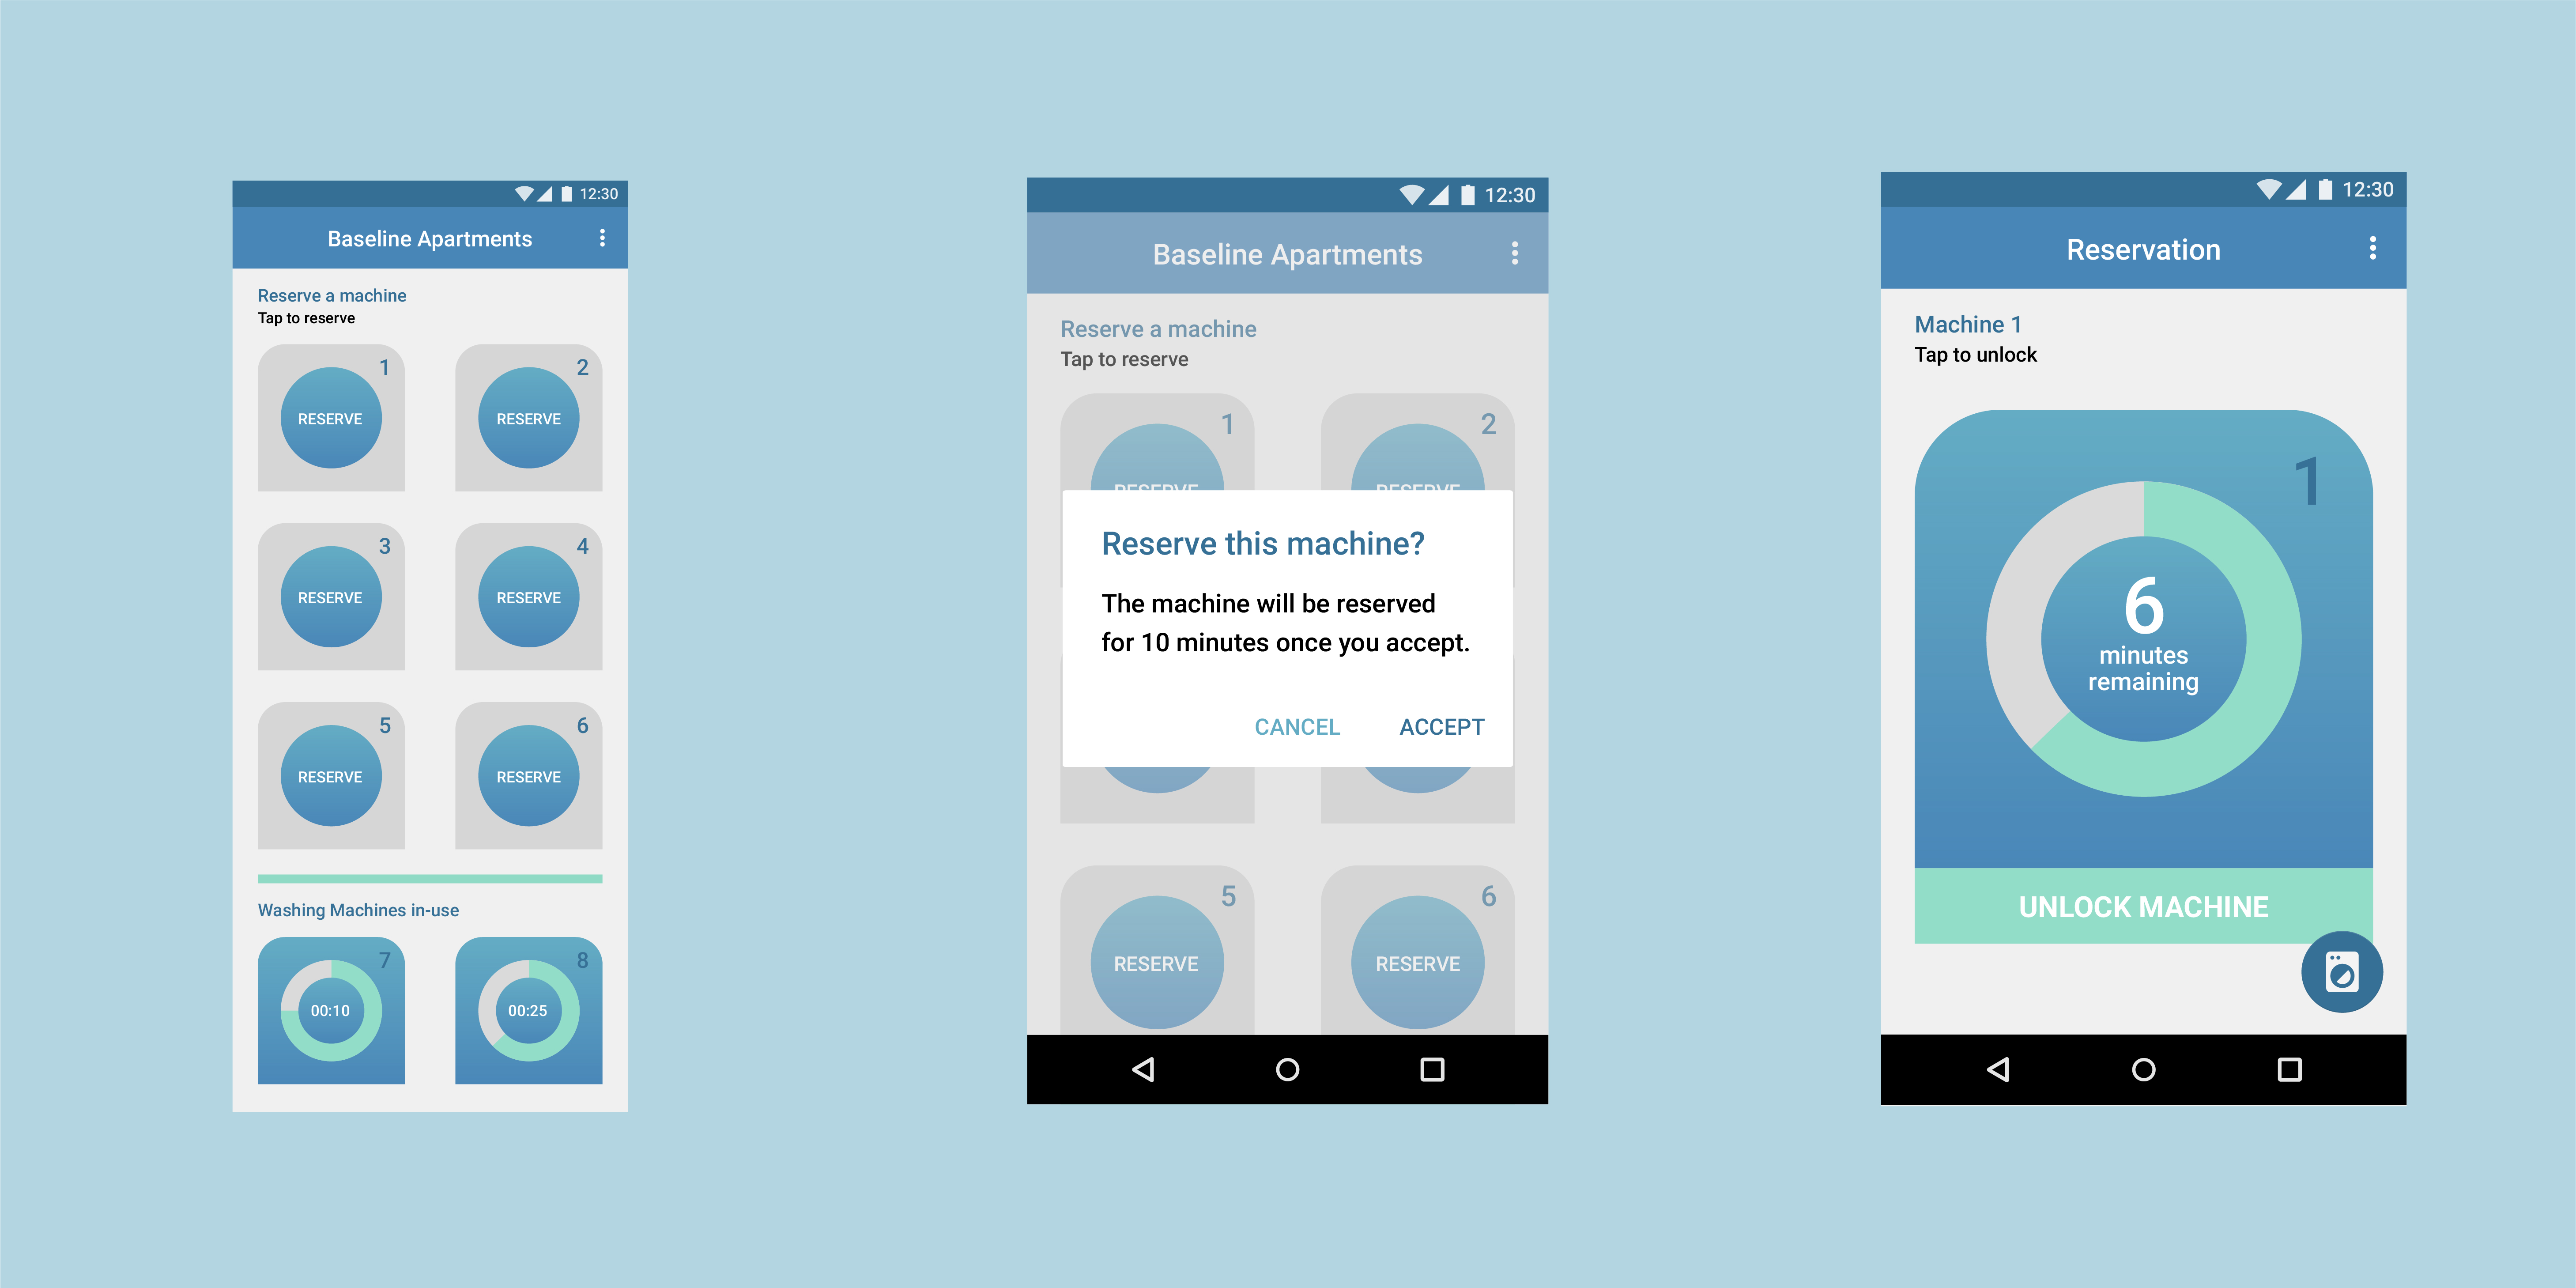 12:30
Baseline Apartments
Reserve a machine
Tap to reserve
1
2
RESERVE
RESERVE
3
4
RESERVE
RESERVE
5
6
RESERVE
RESERVE
Washing Machines in-use
7
8
00:10
00:25
12:30
Baseline Apartments
Reserve a machine
Tap to reserve
1
2
RESERVE
RESERVE
Reserve this machine?
The machine will be reserved
for 10 minutes once you accept.
CANCEL
ACCEPT
5
6
RESERVE
RESERVE
12:30
Reservation
Machine 1
Tap to unlock
1
6
minutes
remaining
UNLOCK MACHINE